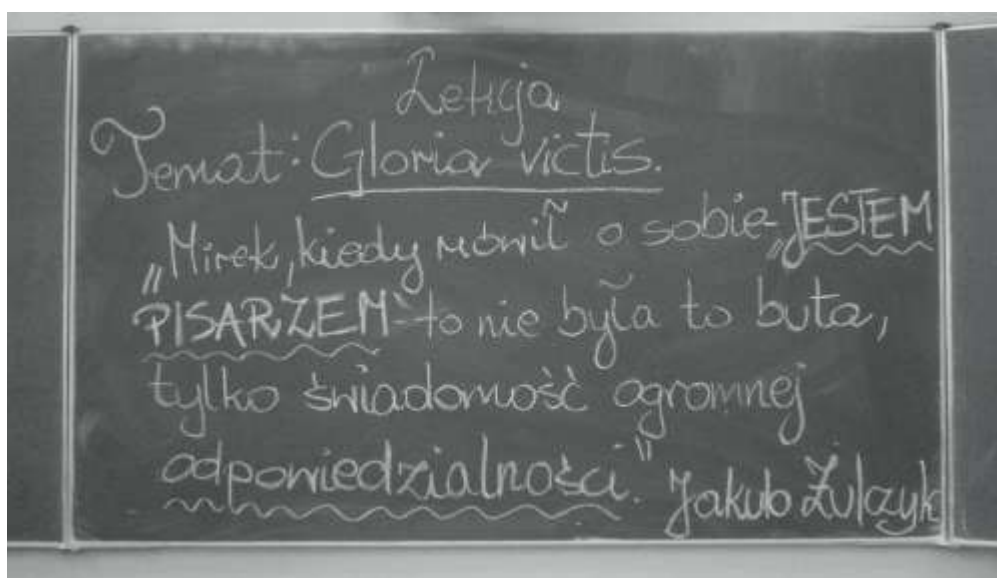 Lekcja
Temat: Gloria victis.
„Mirek, kiedy mówił o sobie-„JESTEM
PISARZEM"-to nie była to buta,
tylko świadomość ogromnej
odpowiedzialności." Jakub Żulczyk